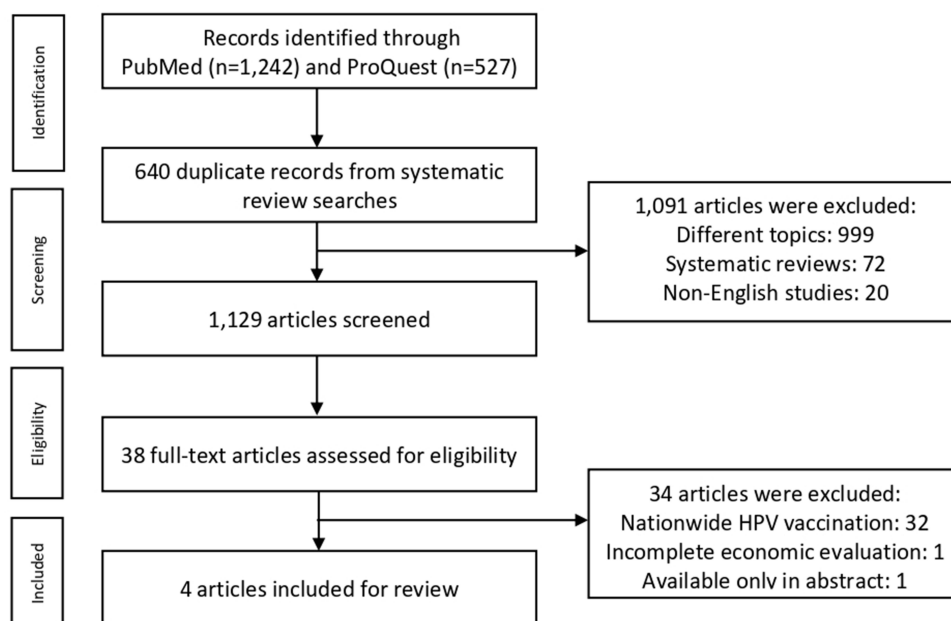 Identification
Records identified through
PubMed (n=1,242) and ProQuest (n=527)
640 duplicate records from systematic
review searches
Screening
1,091 articles were excluded:
Different topics: 999
Systematic reviews: 72
Non-English studies: 20
1,129 articles screened
Eligibility
38 full-text articles assessed for eligibility
34 articles were excluded:
Nationwide HPV vaccination: 32
Incomplete economic evaluation: 1
Available only in abstract: 1
Included
4 articles included for review